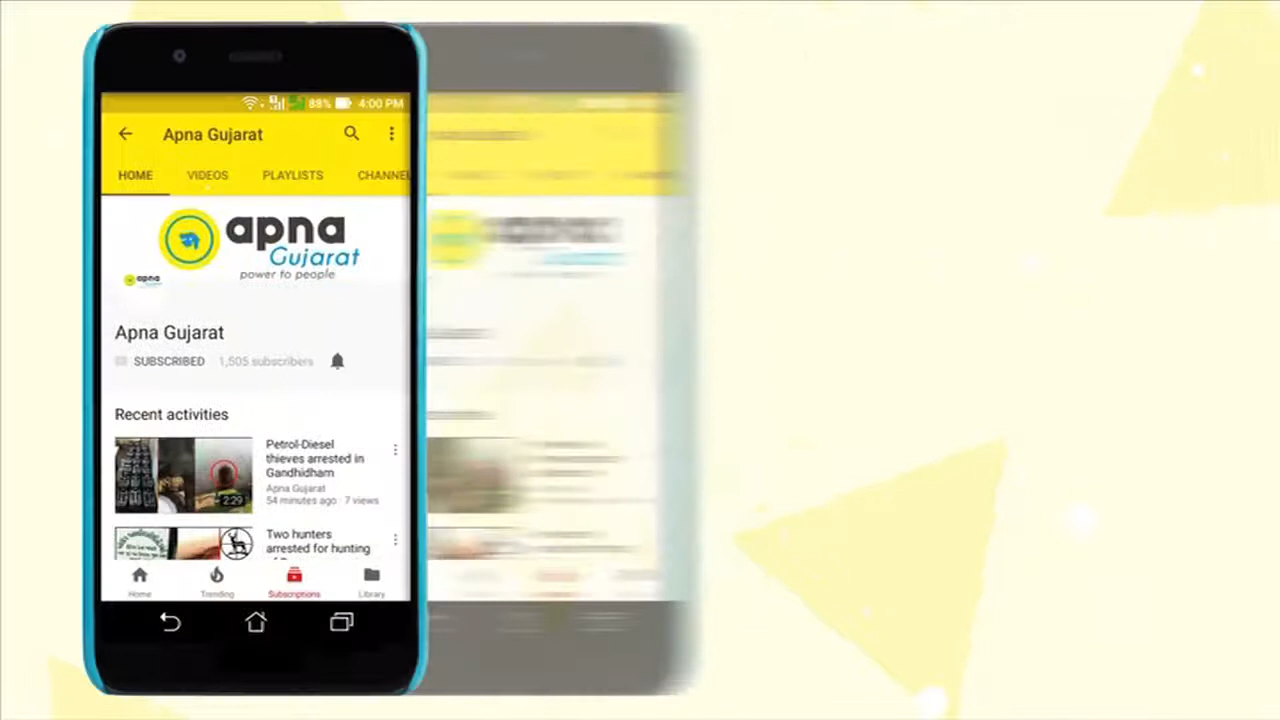 88% 4:00 PM
Apna Gujarat
HOME VIDEOS PLAYLISTS CHANNEL
apna
Gujarat
power to people
apna
Apna Gujarat
SUBSCRIBED 1,505 subscribers
Recent activities
Petrol-Diesel
thieves arrested in
Gandhidham
Apna Gujarat
54 minutes ago · 7 views
2:29
Two hunters
arrested for hunting
Home Trending Subscriptions Library